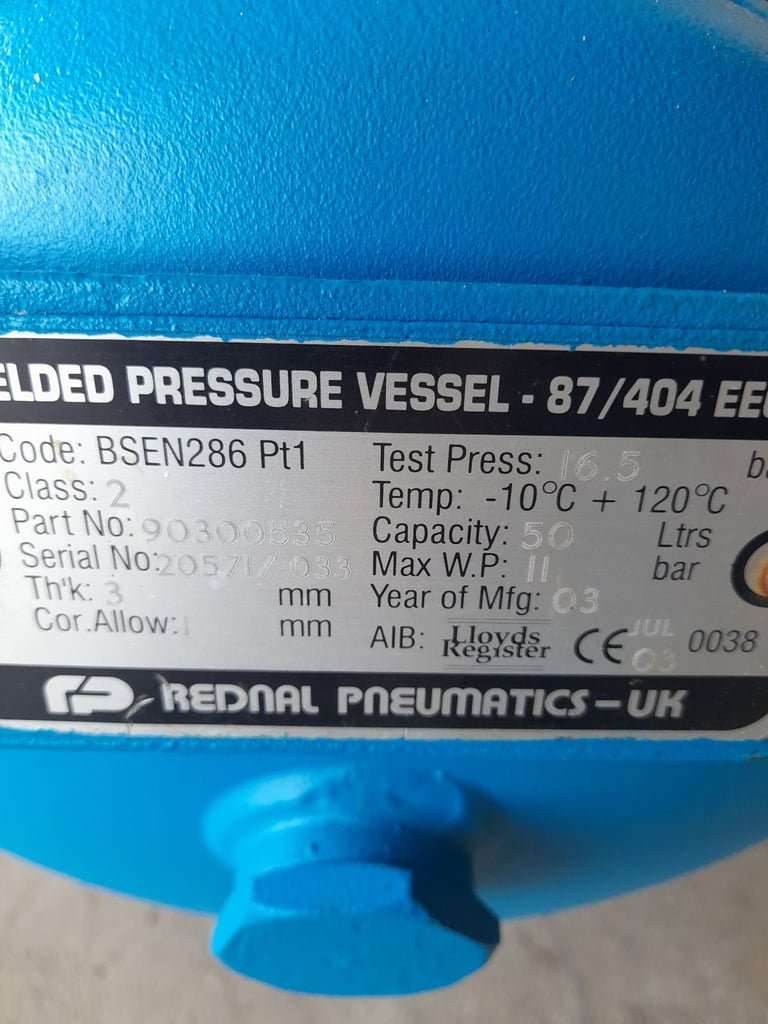 ELDED PRESSURE VESSEL - 87/404 EE
Code: BSEN286 Pt1
Class: 2
Part No: 90300535
Serial No: 20571/033
Th'k: 3 mm
Cor.Allow: 1 mm
Test Press: 16.5 ba
Temp: -10°C + 120°C
Capacity: 50 Ltrs
Max W.P: 11 bar
Year of Mfg: 03
AIB: Lloyds Register CE JUL 03 0038
REDNAL PNEUMATICS – UK